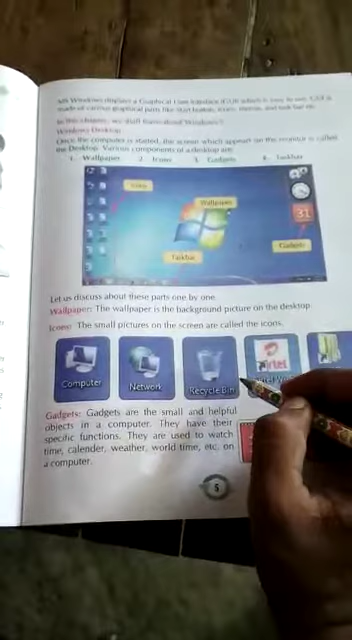 MS Windows displays a Graphical User Interface (GUI) which is easy to use. GUI is
made of various graphical parts like start button, icons, menus, and task bar etc.
In this chapter, we shall learn about Windows 7.
Windows Desktop
Once the computer is started, the screen which appears on the monitor is called
the Desktop. Various components of a desktop are:
1. Wallpaper 2. Icons 3. Gadgets 4. Taskbar
Icons
Wallpaper
31
Gadgets
Taskbar
Let us discuss about these parts one by one.
Wallpaper: The wallpaper is the background picture on the desktop.
Icons: The small pictures on the screen are called the icons.
Computer
Network
Recycle Bin
airtel
Gadgets: Gadgets are the small and helpful
objects in a computer. They have their
specific functions. They are used to watch
time, calender, weather, world time, etc. on
a computer.
5